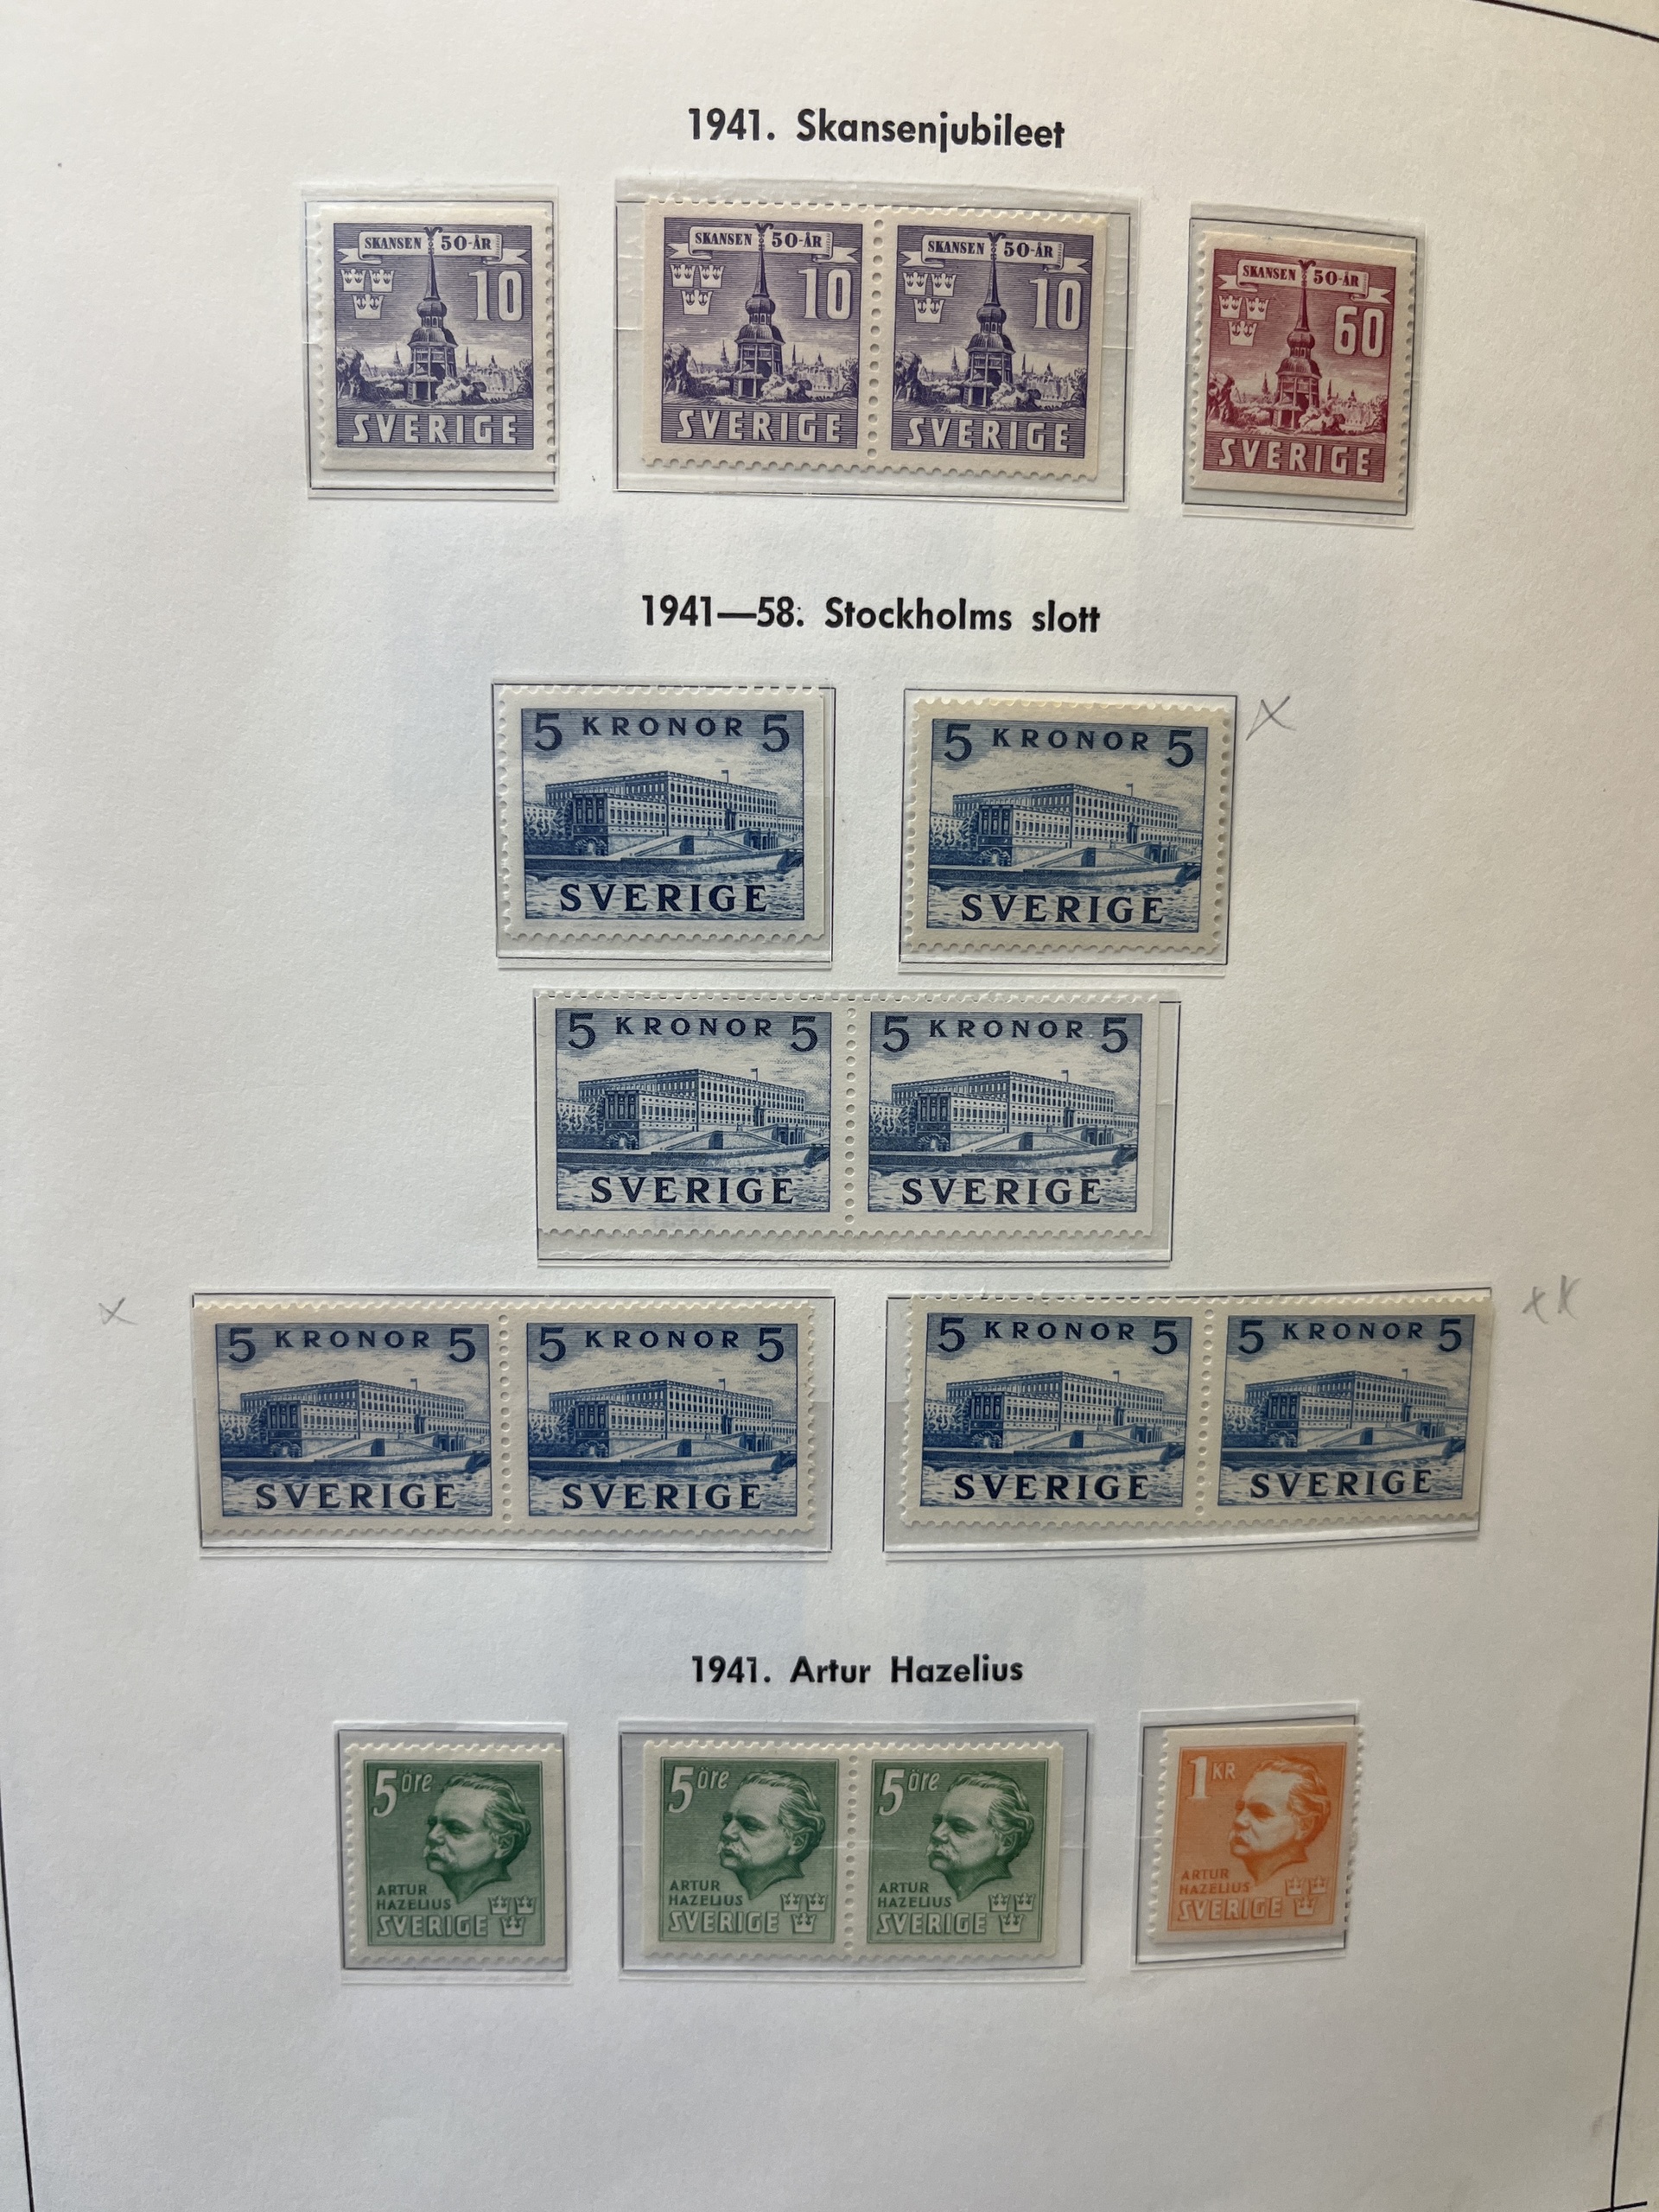 1941. Skansenjubileet
SKANSEN 50-ÅR
10
SVERIGE
SKANSEN 50-ÅR
10
SVERIGE
SKANSEN 50-ÅR
10
SVERIGE
SKANSEN 50-ÅR
60
SVERIGE
1941—58. Stockholms slott
5 KRONOR 5
SVERIGE
5 KRONOR 5
SVERIGE
x
5 KRONOR 5
SVERIGE
5 KRONOR 5
SVERIGE
x
5 KRONOR 5
SVERIGE
5 KRONOR 5
SVERIGE
5 KRONOR 5
SVERIGE
5 KRONOR 5
SVERIGE
xx
1941. Artur Hazelius
5 öre
ARTUR
HAZELIUS
SVERIGE
5 öre
ARTUR
HAZELIUS
SVERIGE
5 öre
ARTUR
HAZELIUS
SVERIGE
1 KR
ARTUR
HAZELIUS
SVERIGE